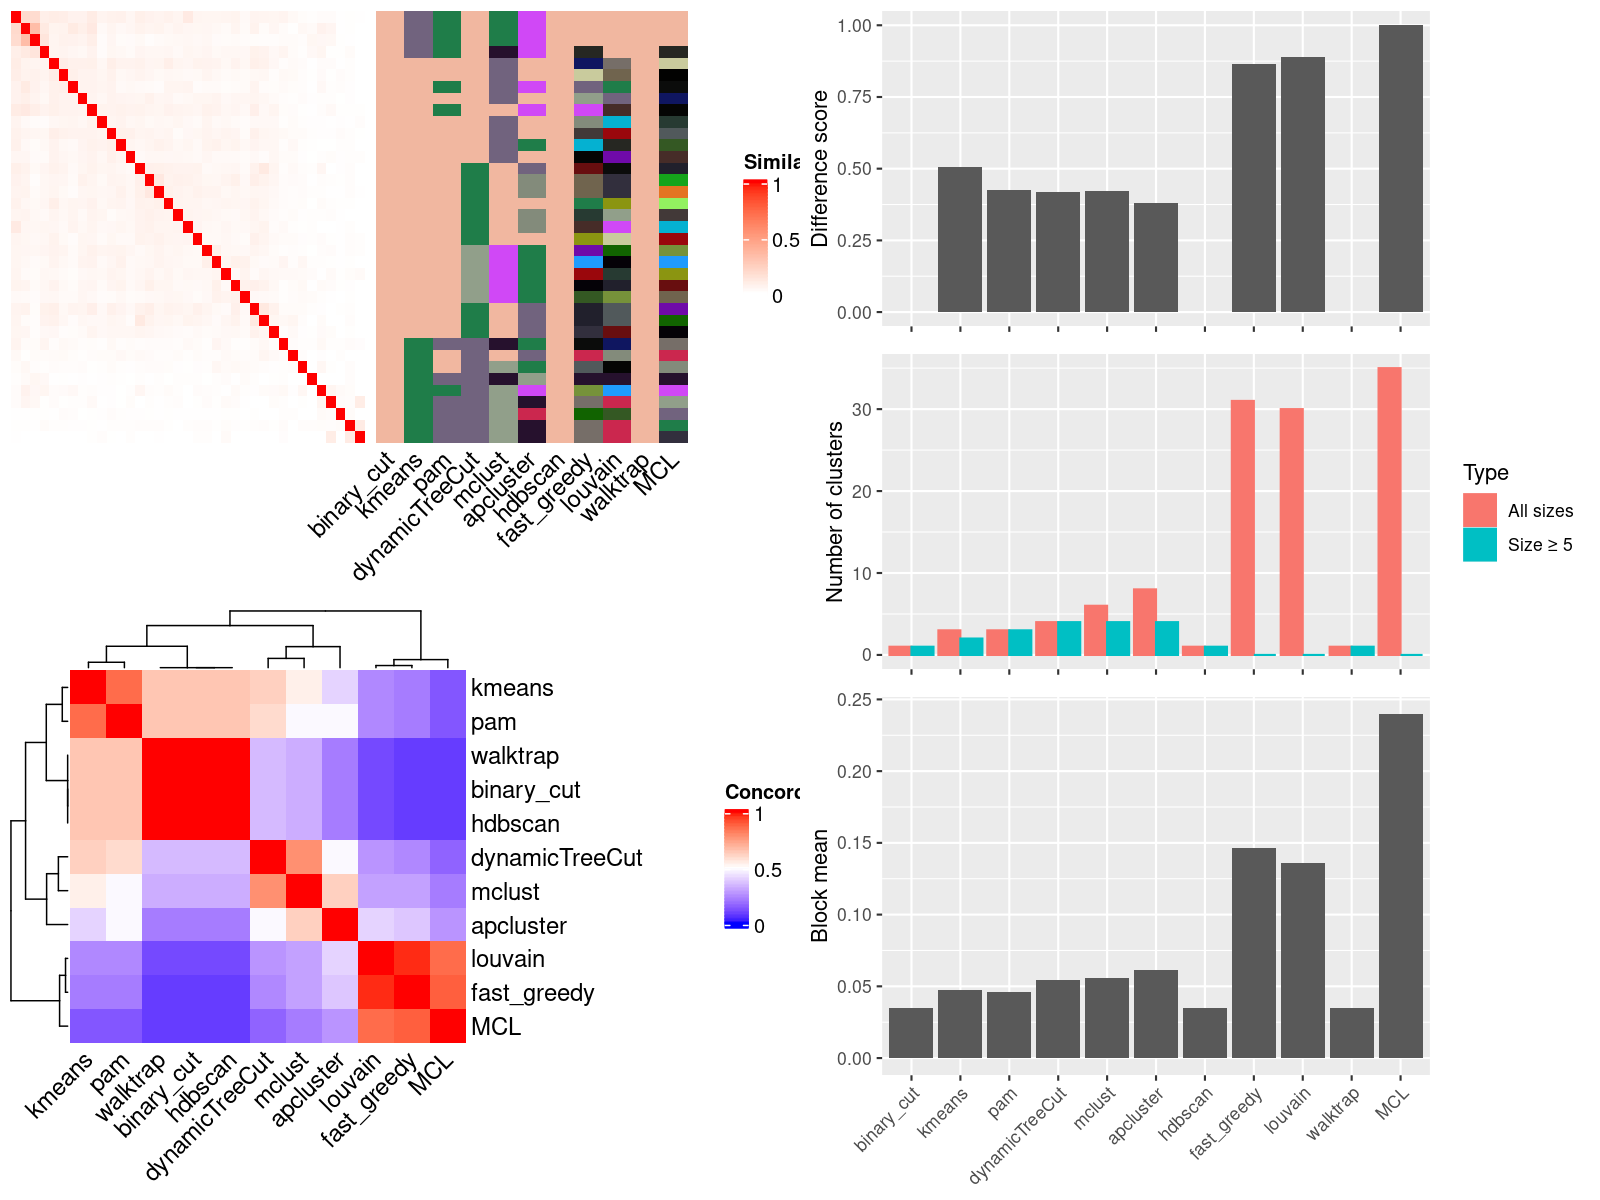 Simila
1
0.5
0
binary_cut
kmeans
pam
dynamicTreeCut
mclust
apcluster
hdbscan
fast_greedy
louvain
walktrap
MCL
kmeans
pam
walktrap
binary_cut
hdbscan
dynamicTreeCut
mclust
apcluster
louvain
fast_greedy
MCL
Concord
1
0.5
0
kmeans
pam
walktrap
binary_cut
hdbscan
dynamicTreeCut
mclust
apcluster
louvain
fast_greedy
MCL
Difference score
1.00
0.75
0.50
0.25
0.00
Number of clusters
30
20
10
0
Type
All sizes
Size ≥ 5
Block mean
0.25
0.20
0.15
0.10
0.05
0.00
binary_cut
kmeans
pam
dynamicTreeCut
mclust
apcluster
hdbscan
fast_greedy
louvain
walktrap
MCL